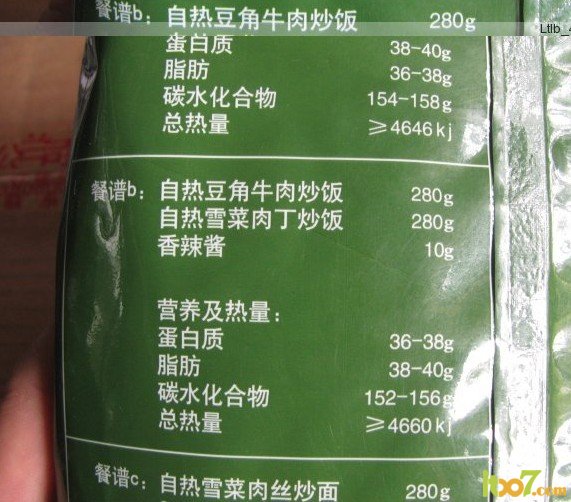 餐谱b：自热豆角牛肉炒饭 280g
Ltlb_
蛋白质 38-40g
脂肪 36-38g
碳水化合物 154-158g
总热量 ≥4646kj
餐谱b：自热豆角牛肉炒饭 280g
自热雪菜肉丁炒饭 280g
香辣酱 10g
营养及热量：
蛋白质 36-38g
脂肪 38-40g
碳水化合物 152-156g
总热量 ≥4660kj
餐谱c：自热雪菜肉丝炒面 280g
hoo7.com